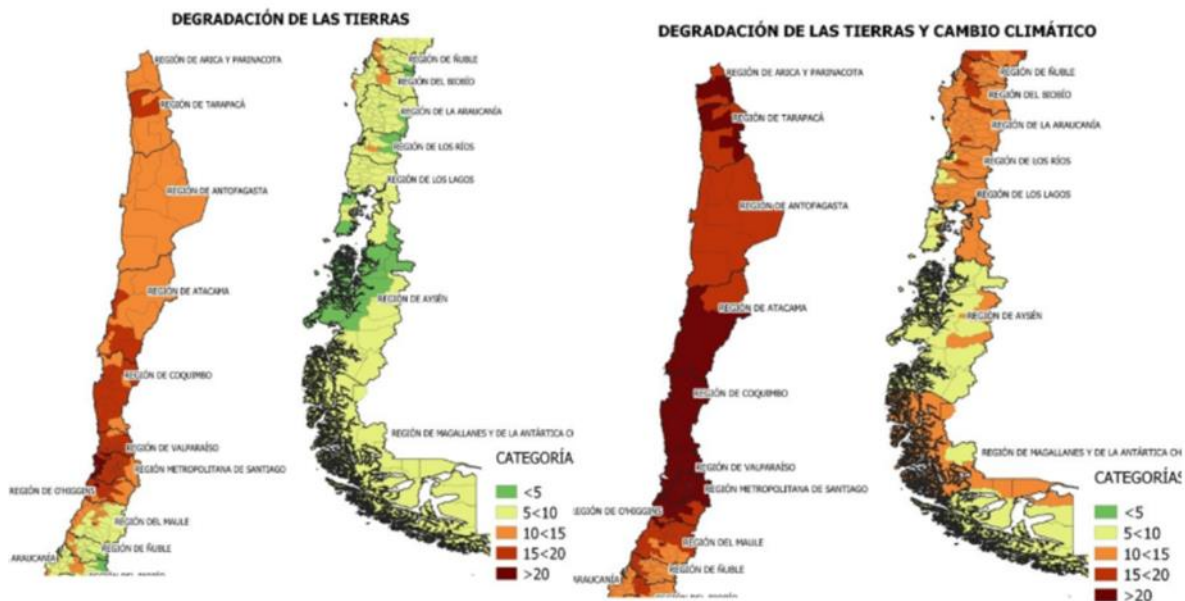 DEGRADACIÓN DE LAS TIERRAS
REGIÓN DE ARICA Y PARINACOTA
REGIÓN DE TARAPACÁ
REGIÓN DE ANTOFAGASTA
REGIÓN DE ATACAMA
REGIÓN DE COQUIMBO
REGIÓN DE VALPARAÍSO
REGIÓN METROPOLITANA DE SANTIAGO
REGIÓN DE O'HIGGINS
REGIÓN DEL MAULE
REGIÓN DE ÑUBLE
ARAUCANÍA
REGIÓN DE ÑUBLE
REGIÓN DEL BIOBÍO
REGIÓN DE LA ARAUCANÍA
REGIÓN DE LOS RÍOS
REGIÓN DE LOS LAGOS
REGIÓN DE AYSÉN
REGIÓN DE MAGALLANES Y DE LA ANTÁRTICA CH
CATEGORÍA
<5
5<10
10<15
15<20
>20
DEGRADACIÓN DE LAS TIERRAS Y CAMBIO CLIMÁTICO
REGIÓN DE ARICA Y PARINACOTA
REGIÓN DE TARAPACÁ
REGIÓN DE ANTOFAGASTA
REGIÓN DE ATACAMA
REGIÓN DE COQUIMBO
REGIÓN DE VALPARAÍSO
REGIÓN METROPOLITANA DE SANTIAGO
REGIÓN DE O'HIGGINS
REGIÓN DEL MAULE
REGIÓN DE ÑUBLE
ARAUCANÍA
REGIÓN DE ÑUBLE
REGIÓN DEL BIOBÍO
REGIÓN DE LA ARAUCANÍA
REGIÓN DE LOS RÍOS
REGIÓN DE LOS LAGOS
REGIÓN DE AYSÉN
REGIÓN DE MAGALLANES Y DE LA ANTÁRTICA CH
CATEGORÍAS
<5
5<10
10<15
15<20
>20